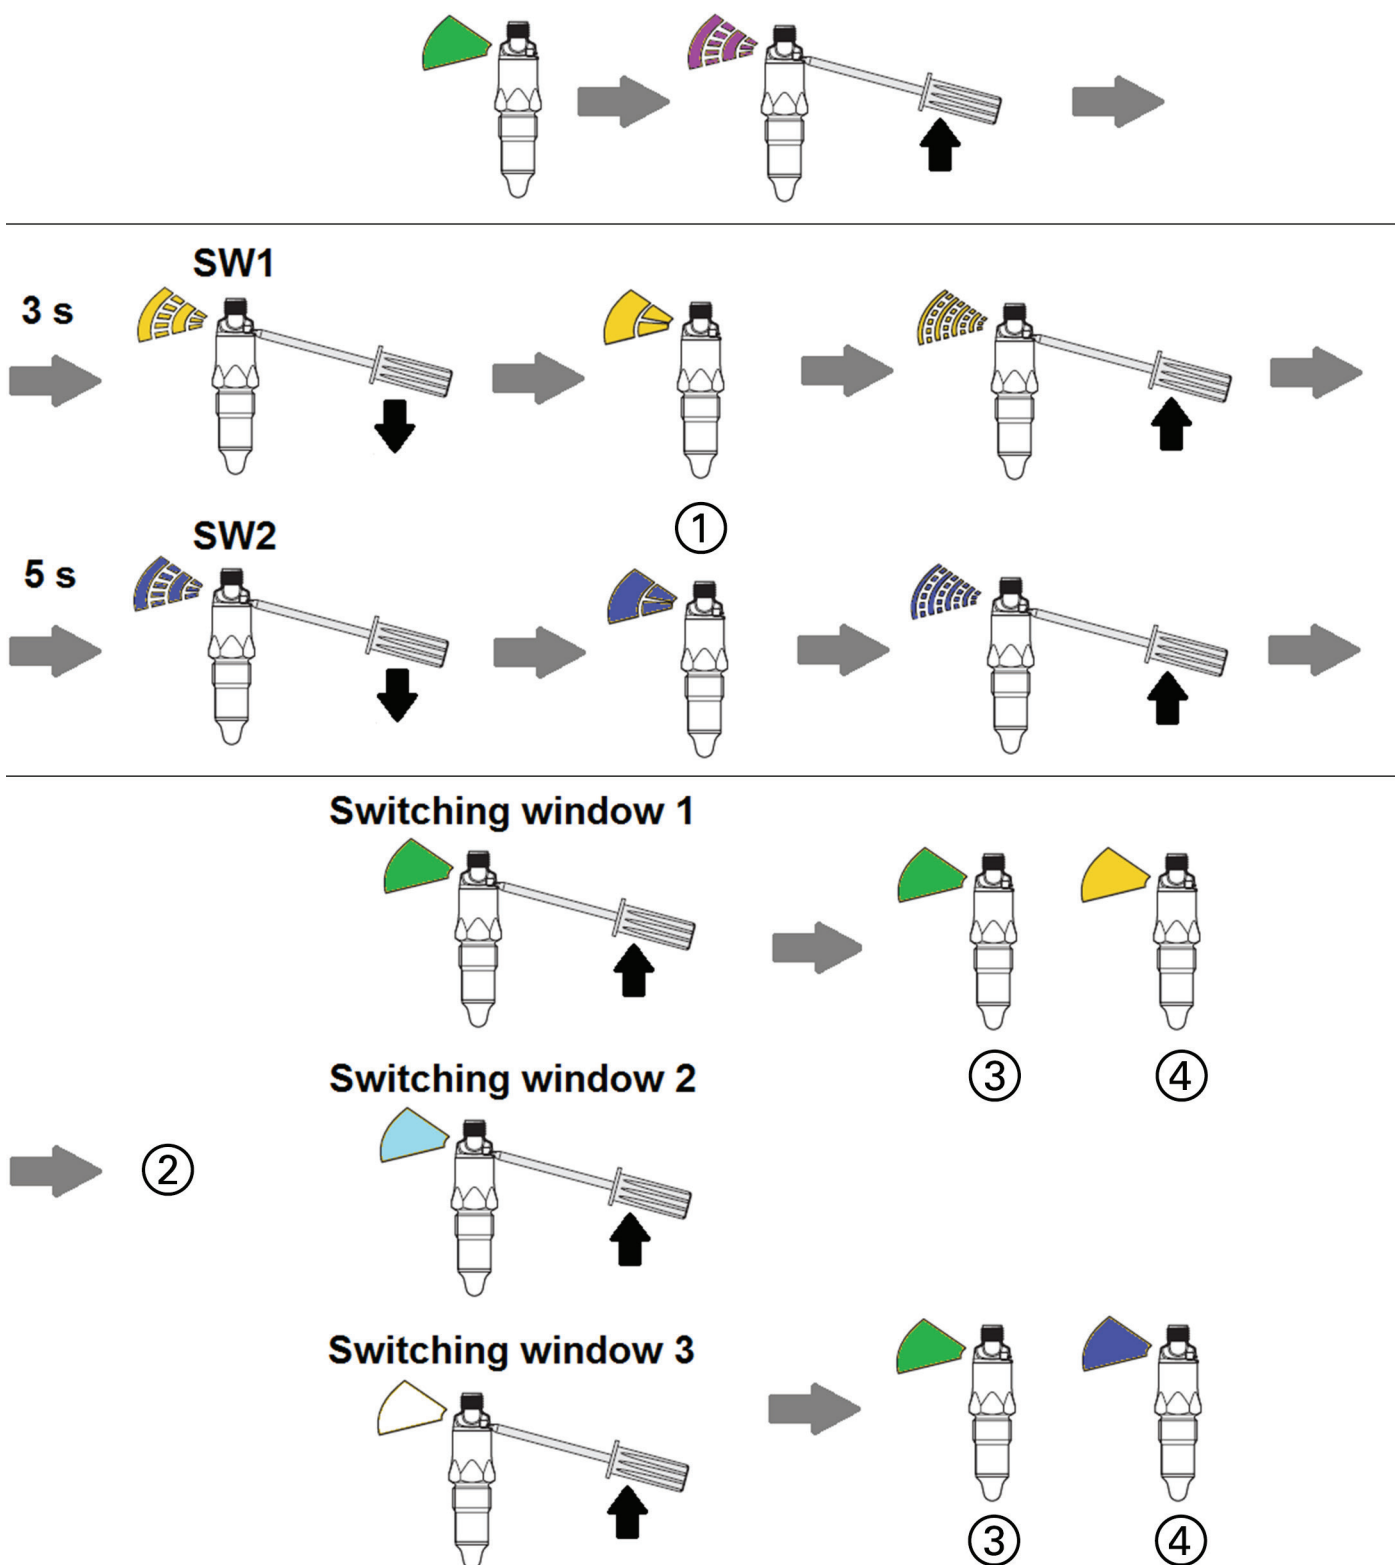 SW1
3 s
①
SW2
5 s
Switching window 1
③ ④
Switching window 2
②
Switching window 3
③ ④